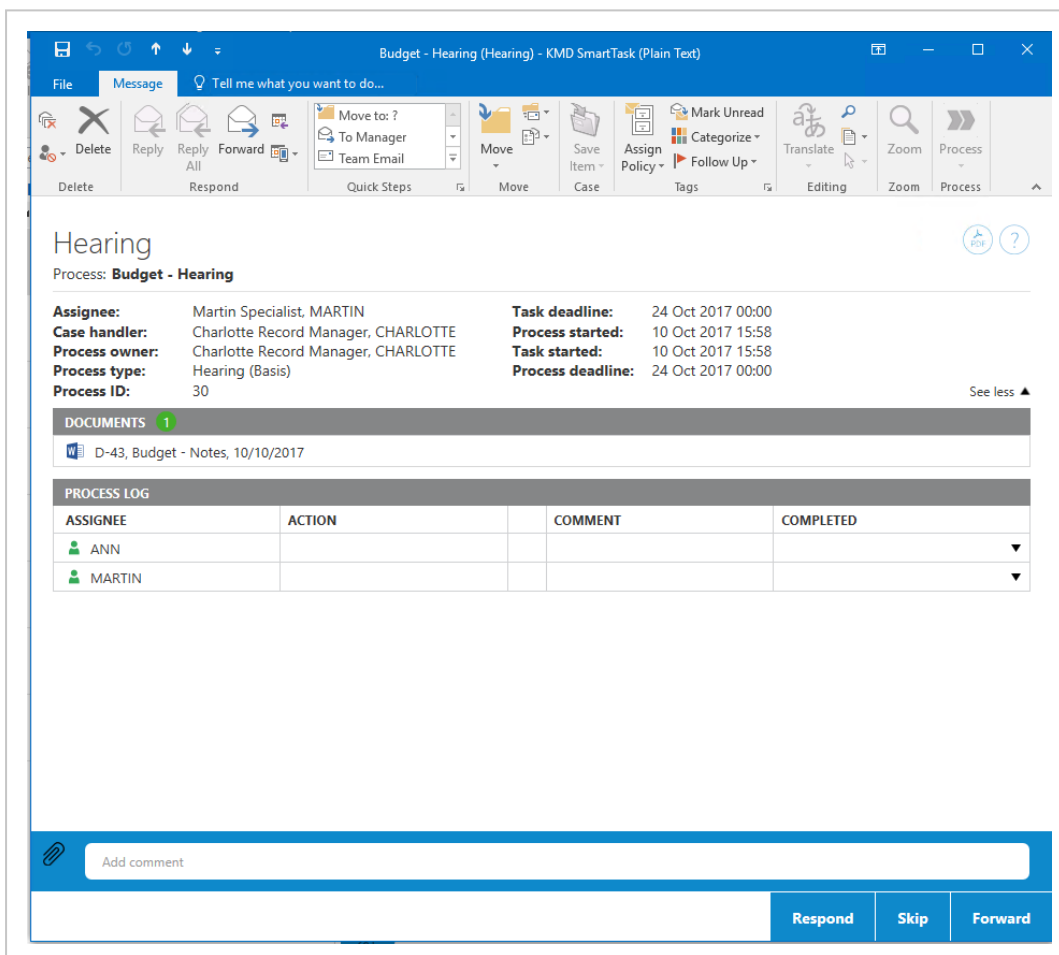 Budget - Hearing (Hearing) - KMD SmartTask (Plain Text)
File Message Tell me what you want to do...
Delete Reply Reply All Forward
Move to: ?
To Manager
Team Email
Move Save Item Assign Policy
Mark Unread
Categorize
Follow Up
Translate Zoom Process
Delete Respond Quick Steps Move Case Tags Editing Zoom Process
Hearing
PDF ?
Process: Budget - Hearing
Assignee: Martin Specialist, MARTIN Task deadline: 24 Oct 2017 00:00
Case handler: Charlotte Record Manager, CHARLOTTE Process started: 10 Oct 2017 15:58
Process owner: Charlotte Record Manager, CHARLOTTE Task started: 10 Oct 2017 15:58
Process type: Hearing (Basis) Process deadline: 24 Oct 2017 00:00
Process ID: 30 See less
DOCUMENTS 1
D-43, Budget - Notes, 10/10/2017
PROCESS LOG
ASSIGNEE ACTION COMMENT COMPLETED
ANN
MARTIN
Add comment
Respond Skip Forward